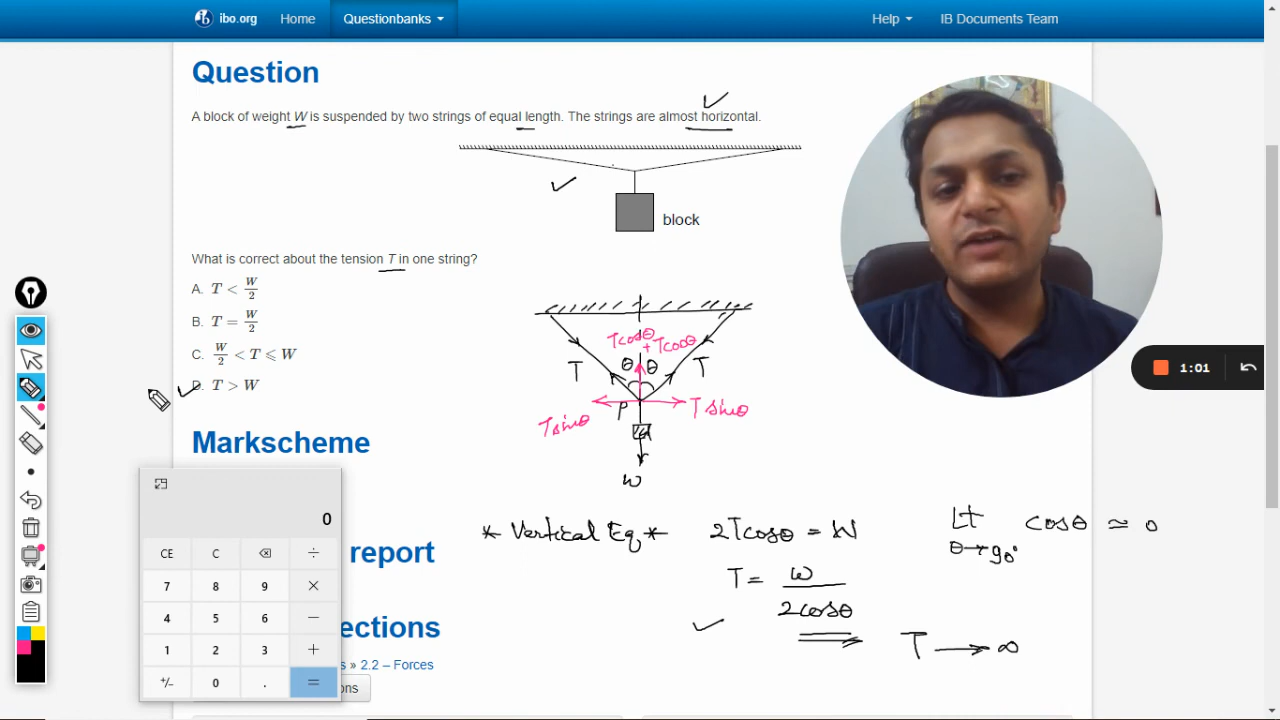 ibo.org Home Questionbanks Help IB Documents Team
Question
A block of weight W is suspended by two strings of equal length. The strings are almost horizontal.
block
What is correct about the tension T in one string?
A. T < W/2
B. T = W/2
C. W/2 < T ⩽ W
D. T > W
Tcosθ + Tcosθ
θ θ
T T
P
Tsinθ Tsinθ
W
1:01
Markscheme
0
CE C ⌫ ÷
7 8 9 ×
4 5 6 −
1 2 3 +
+/− 0 . =
* Vertical Eq * 2Tcosθ = W
Lt θ→90° cosθ ≃ 0
report
T = W/2cosθ
T → ∞
ections
s » 2.2 – Forces
ons